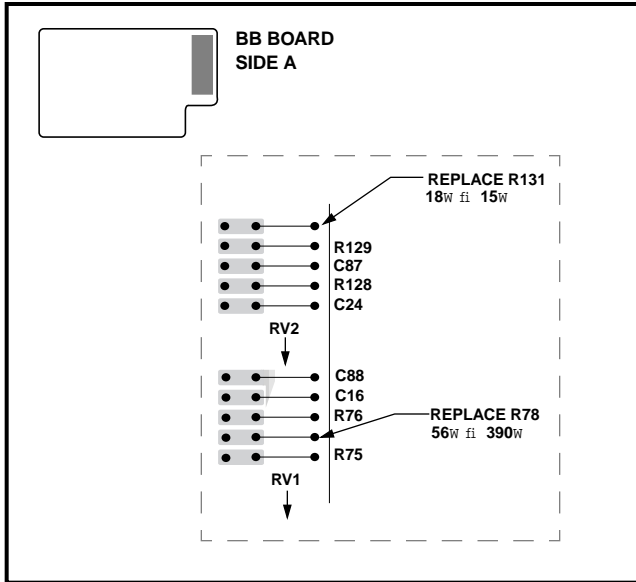 BB BOARD
SIDE A
REPLACE R131
18W fi 15W
R129
C87
R128
C24
RV2
C88
C16
R76
REPLACE R78
56W fi 390W
R75
RV1